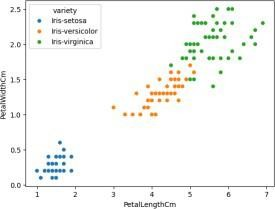 2.5
2.0
1.5
1.0
0.5
0.0
PetalWidthCm
variety
Iris-setosa
Iris-versicolor
Iris-virginica
1 2 3 4 5 6 7
PetalLengthCm